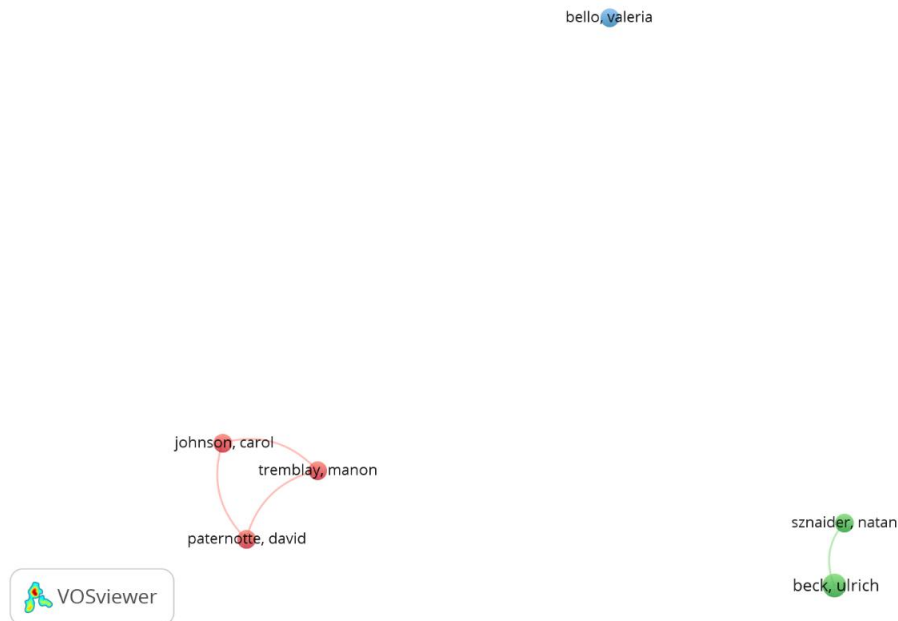 bello, valeria
johnson, carol
tremblay, manon
sznaider, natan
paternotte, david
beck, ulrich
VOSviewer